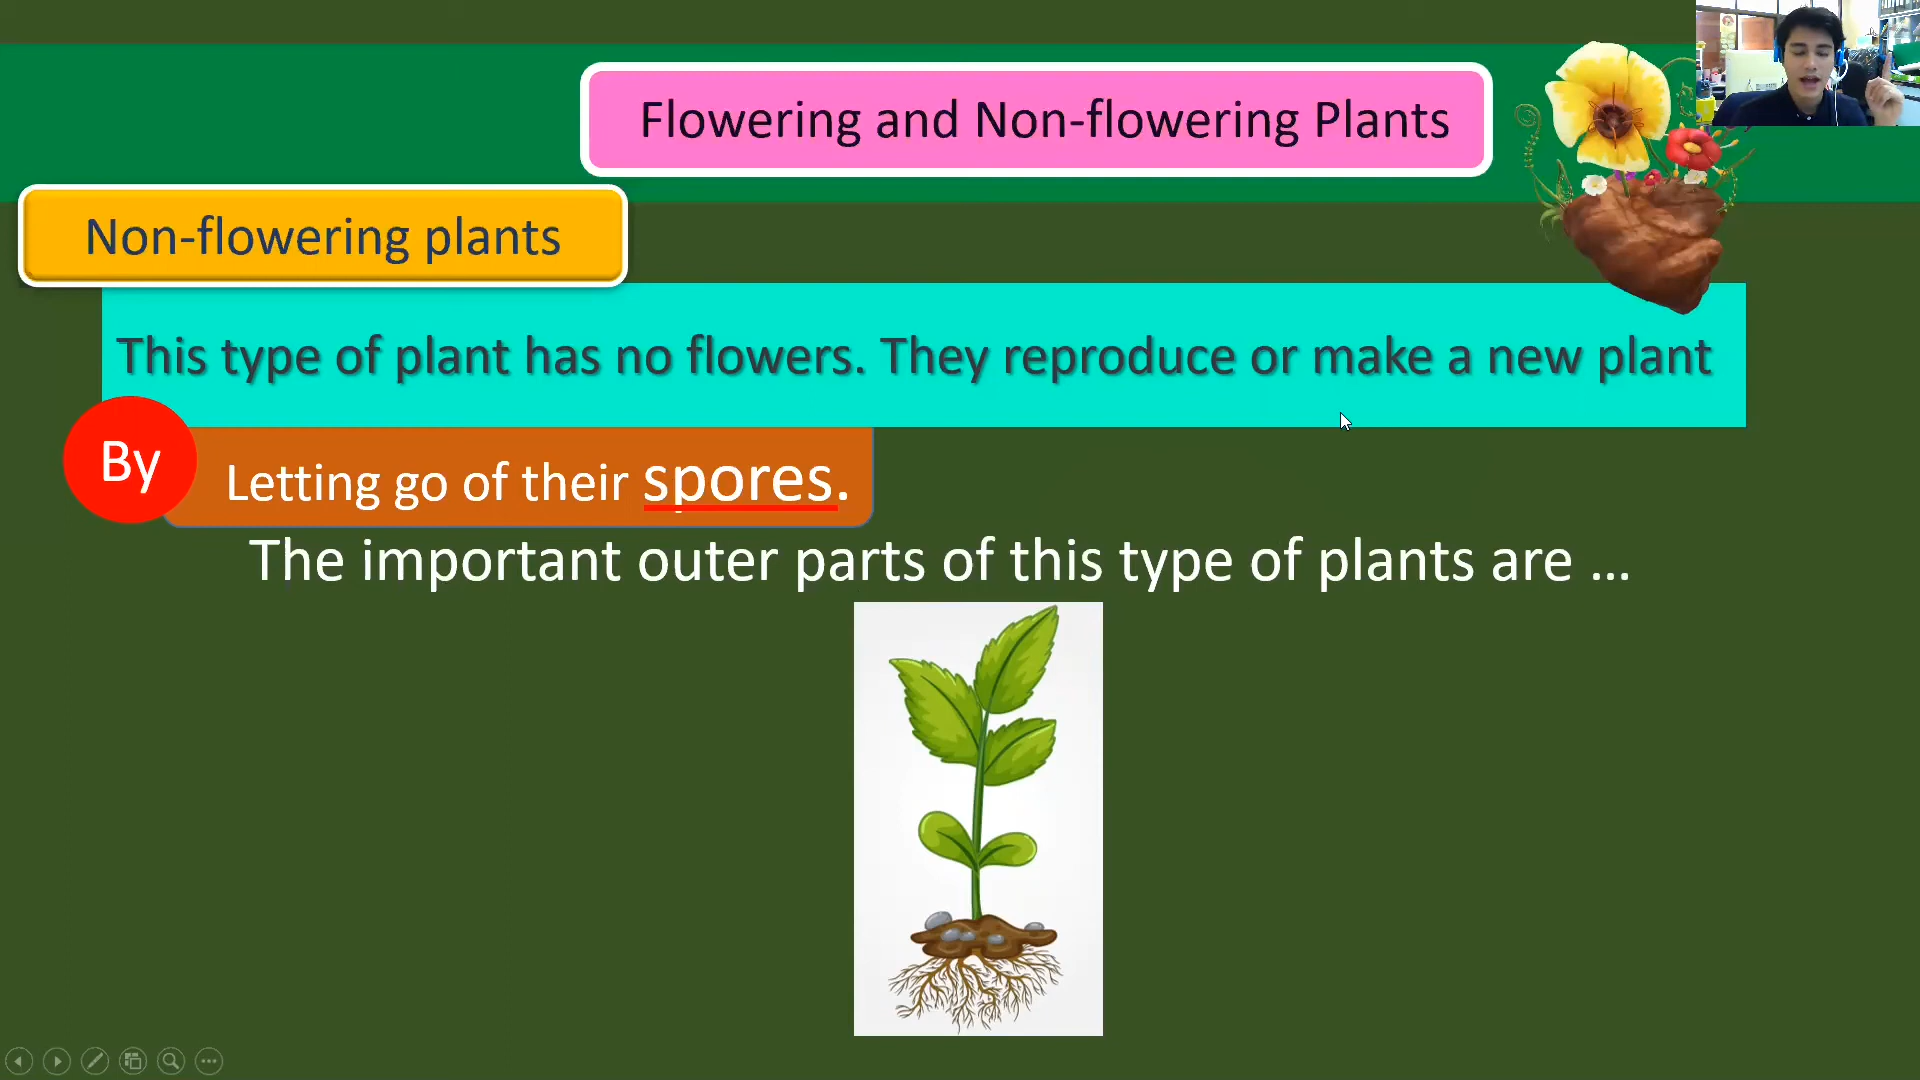 Flowering and Non-flowering Plants
Non-flowering plants
This type of plant has no flowers. They reproduce or make a new plant
By
Letting go of their spores.
The important outer parts of this type of plants are ...